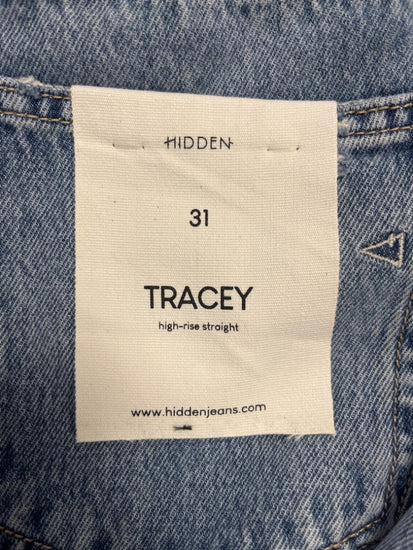 HIDDEN
31
TRACEY
high-rise straight
www.hiddenjeans.com